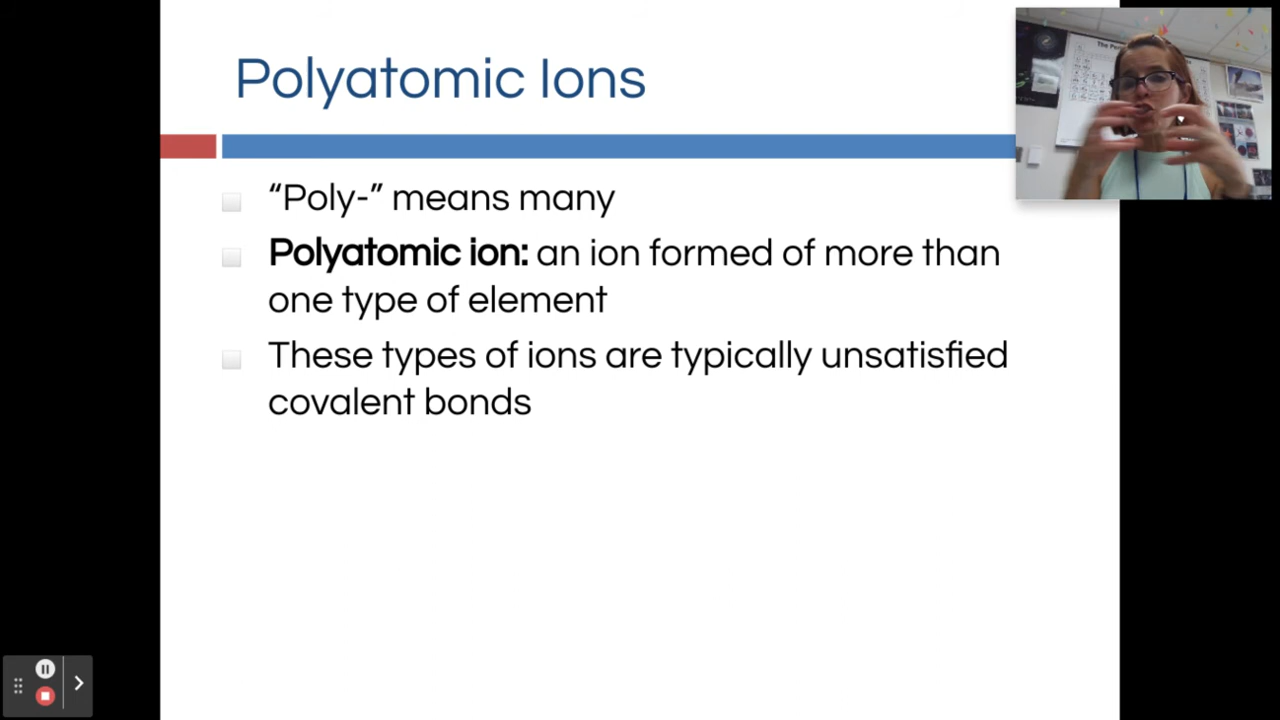 Polyatomic Ions
“Poly-” means many
Polyatomic ion: an ion formed of more than
one type of element
These types of ions are typically unsatisfied
covalent bonds